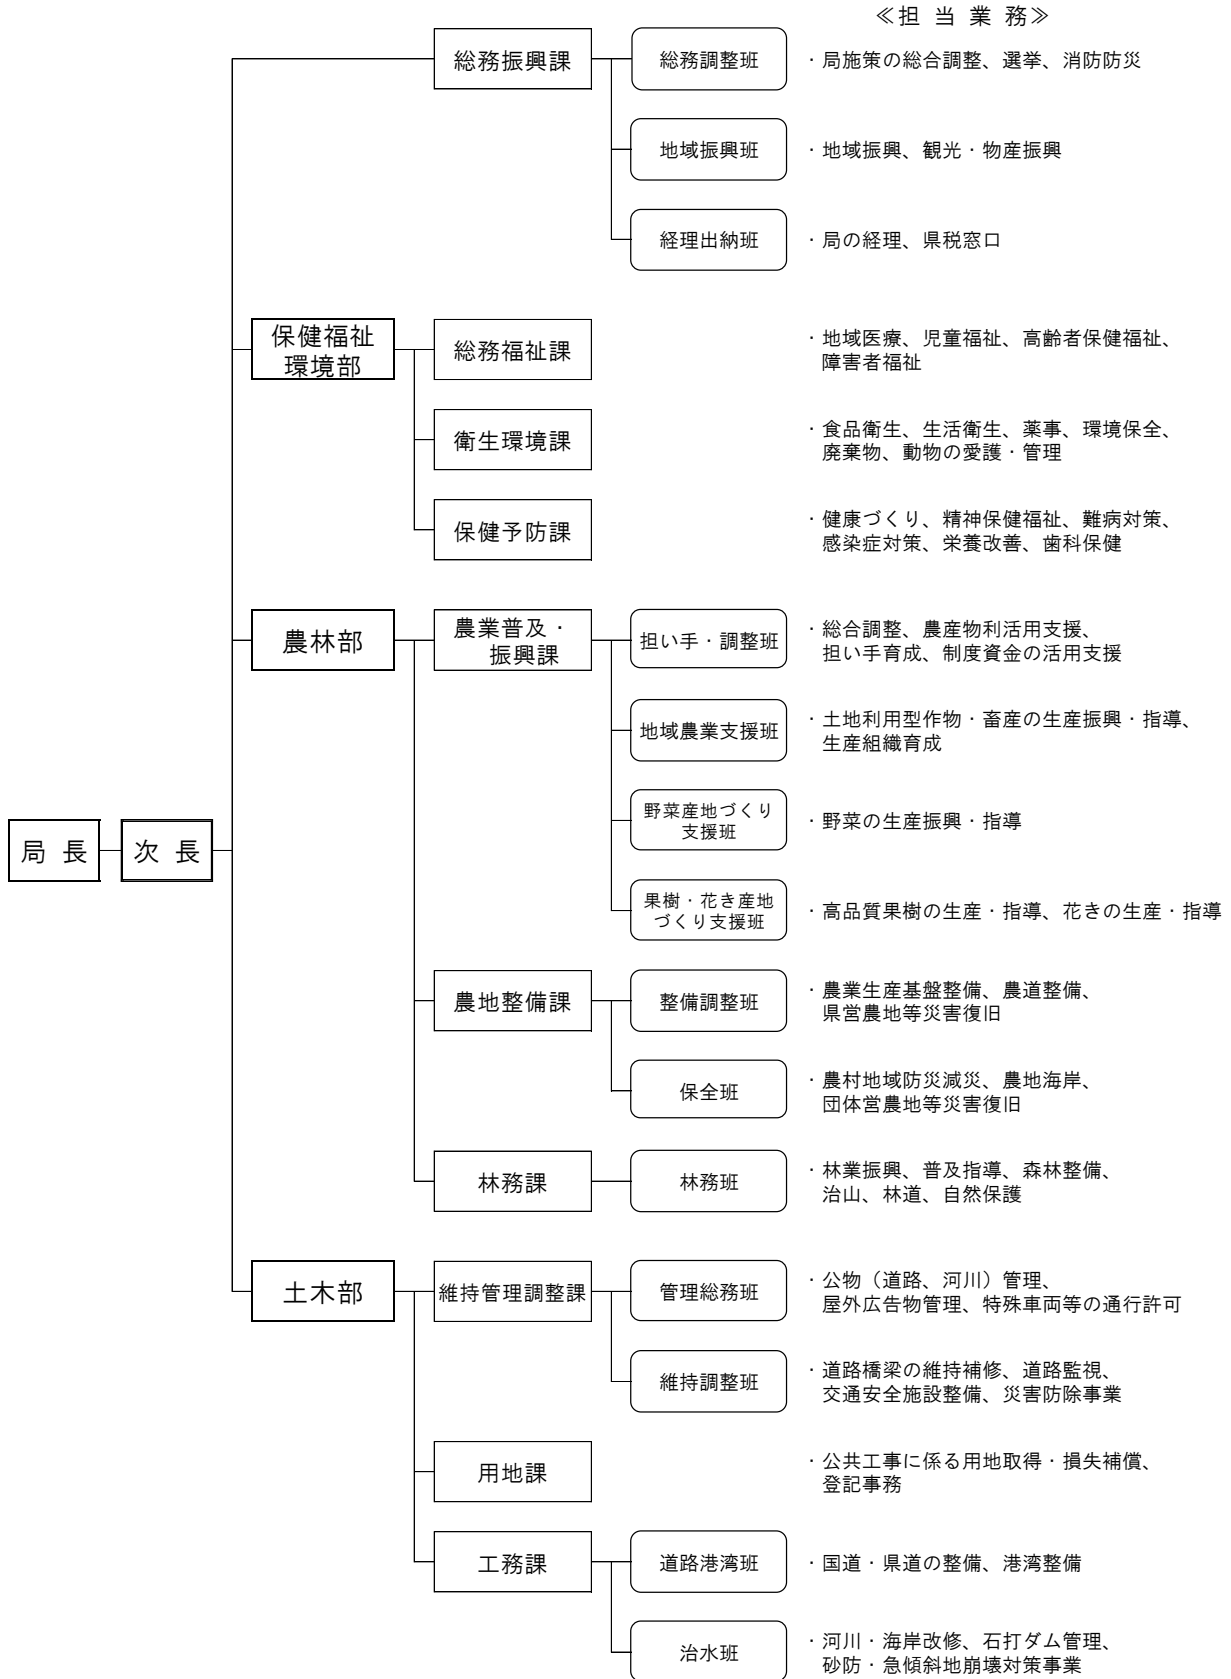 ≪担 当 業 務≫
総務振興課
総務調整班
・局施策の総合調整、選挙、消防防災
地域振興班
・地域振興、観光・物産振興
経理出納班
・局の経理、県税窓口
保健福祉
環境部
総務福祉課
・地域医療、児童福祉、高齢者保健福祉、
障害者福祉
衛生環境課
・食品衛生、生活衛生、薬事、環境保全、
廃棄物、動物の愛護・管理
保健予防課
・健康づくり、精神保健福祉、難病対策、
感染症対策、栄養改善、歯科保健
農林部
農業普及・
振興課
担い手・調整班
・総合調整、農産物利活用支援、
担い手育成、制度資金の活用支援
地域農業支援班
・土地利用型作物・畜産の生産振興・指導、
生産組織育成
野菜産地づくり
支援班
・野菜の生産振興・指導
局 長
次 長
果樹・花き産地
づくり支援班
・高品質果樹の生産・指導、花きの生産・指導
農地整備課
整備調整班
・農業生産基盤整備、農道整備、
県営農地等災害復旧
保全班
・農村地域防災減災、農地海岸、
団体営農地等災害復旧
林務課
林務班
・林業振興、普及指導、森林整備、
治山、林道、自然保護
土木部
維持管理調整課
管理総務班
・公物（道路、河川）管理、
屋外広告物管理、特殊車両等の通行許可
維持調整班
・道路橋梁の維持補修、道路監視、
交通安全施設整備、災害防除事業
用地課
・公共工事に係る用地取得・損失補償、
登記事務
工務課
道路港湾班
・国道・県道の整備、港湾整備
治水班
・河川・海岸改修、石打ダム管理、
砂防・急傾斜地崩壊対策事業